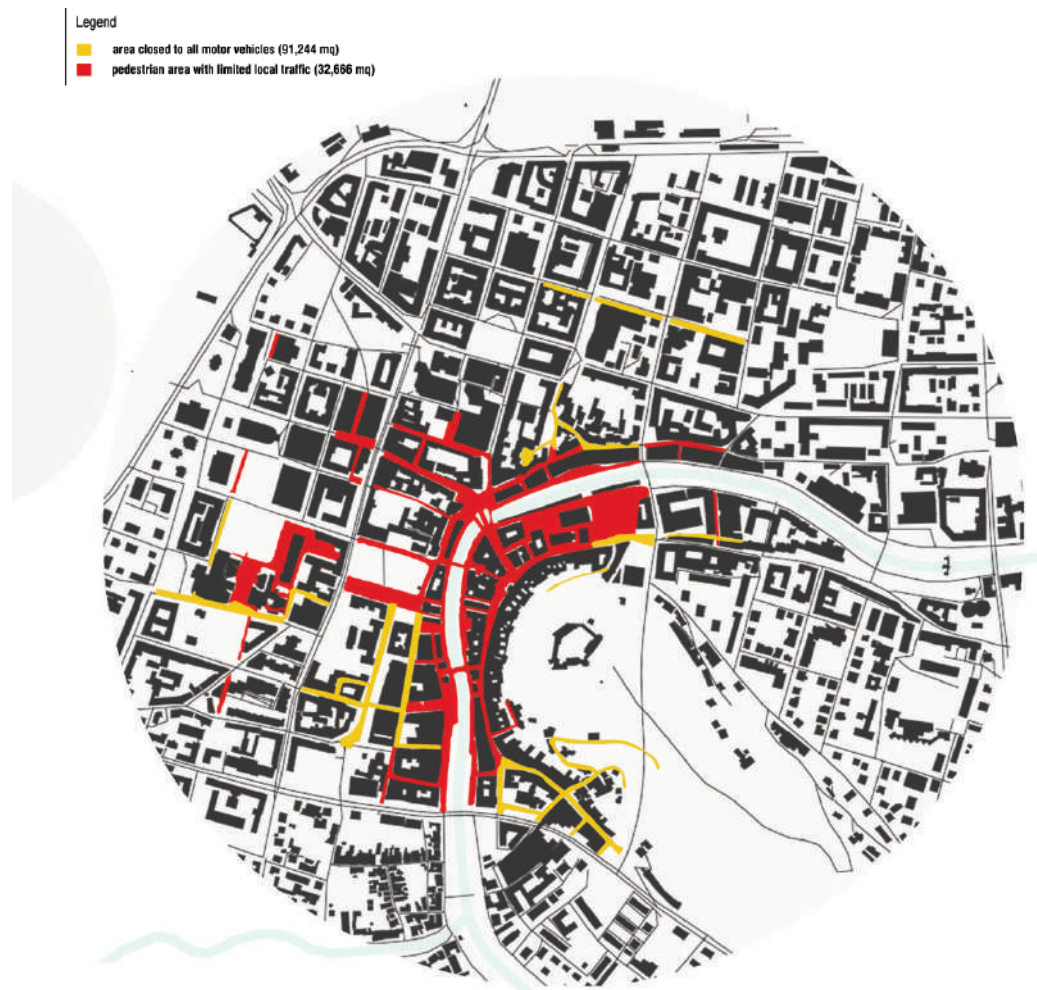 Legend
area closed to all motor vehicles (91,244 mq)
pedestrian area with limited local traffic (32,666 mq)